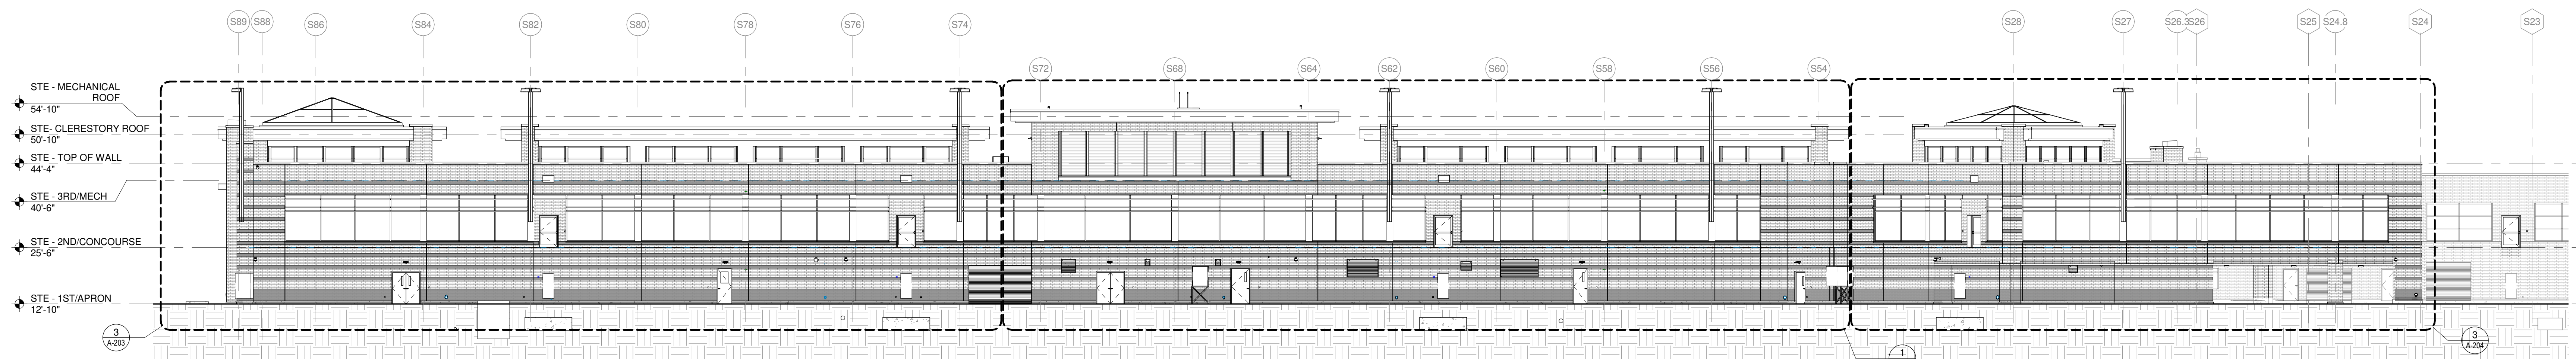 S89
S88
S86
S84
S82
S80
S78
S76
S74
S72
S68
S64
S62
S60
S58
S56
S54
S28
S27
S26.3
S26
S25
S24.8
S24
S23
STE - MECHANICAL
ROOF
54'-10"
STE- CLERESTORY ROOF
50'-10"
STE - TOP OF WALL
44'-4"
STE - 3RD/MECH
40'-6"
STE - 2ND/CONCOURSE
25'-6"
STE - 1ST/APRON
12'-10"
3
A-203
1
3
A-204